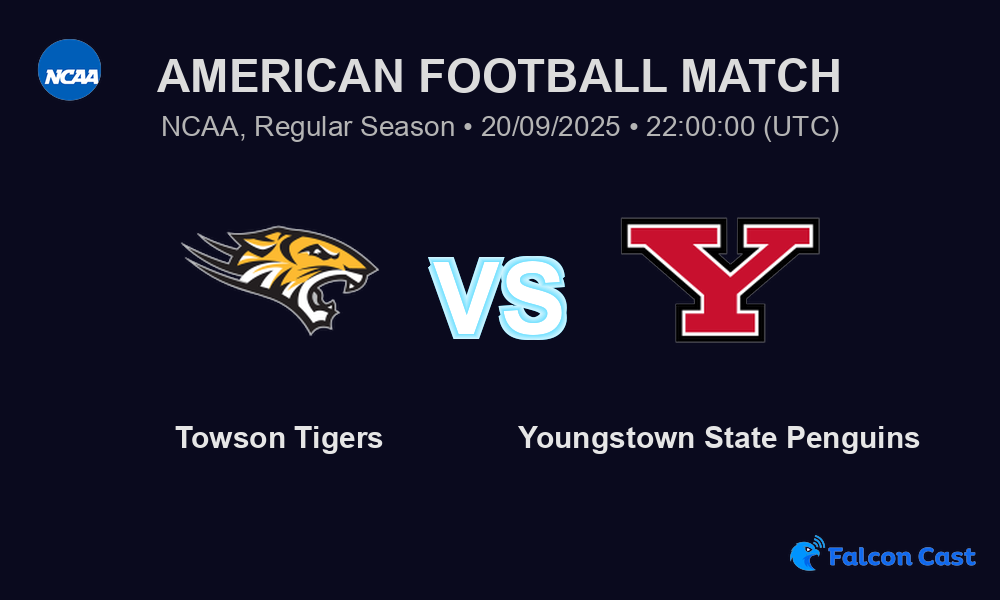 NCAA
AMERICAN FOOTBALL MATCH
NCAA, Regular Season • 20/09/2025 • 22:00:00 (UTC)
VS
Y
Towson Tigers
Youngstown State Penguins
Falcon Cast